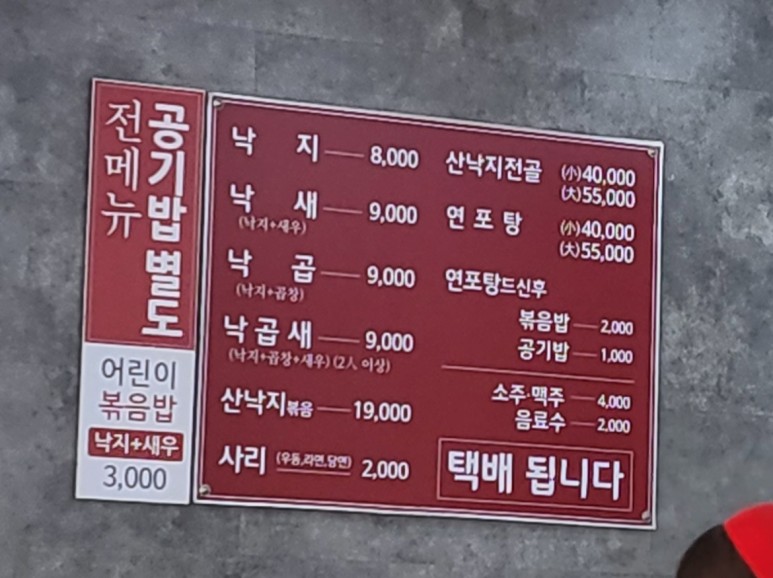 전메뉴
공기밥 별도
어린이
볶음밥
낙지+새우
3,000
낙지 8,000
낙새 9,000
(낙지+새우)
낙곱 9,000
(낙지+곱창)
낙곱새 9,000
(낙지+곱창+새우)(2人 이상)
산낙지볶음 19,000
사리 (우동,라면,당면) 2,000
산낙지전골 (小)40,000
(大)55,000
연포탕 (小)40,000
(大)55,000
연포탕드신후
볶음밥 2,000
공기밥 1,000
소주·맥주 4,000
음료수 2,000
택배 됩니다